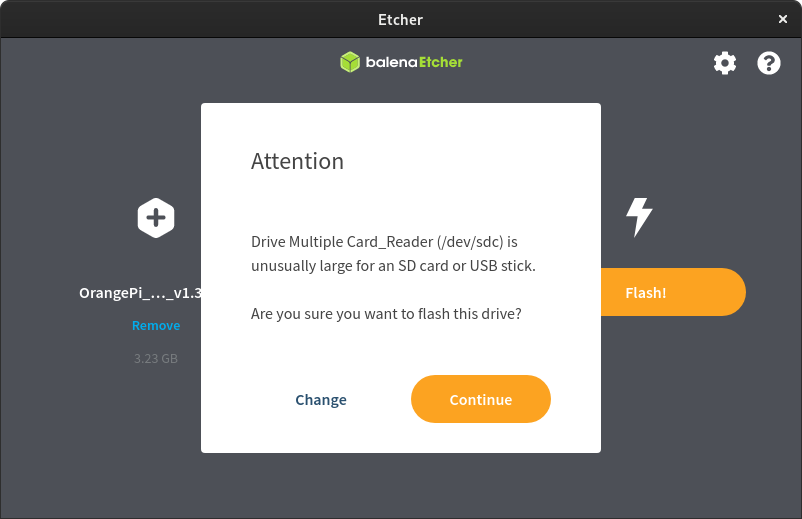 Etcher
balenaEtcher
Attention
Drive Multiple Card_Reader (/dev/sdc) is
unusually large for an SD card or USB stick.
Are you sure you want to flash this drive?
Change
Continue
OrangePi_..._v1.3
Remove
3.23 GB
Flash!